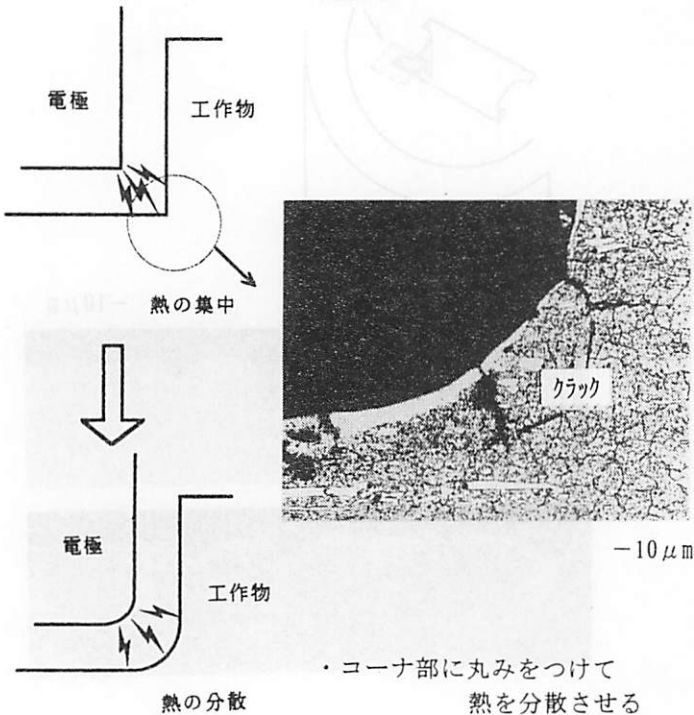 電極
工作物
熱の集中
クラック
−10μm
電極
工作物
・コーナ部に丸みをつけて
熱を分散させる
熱の分散